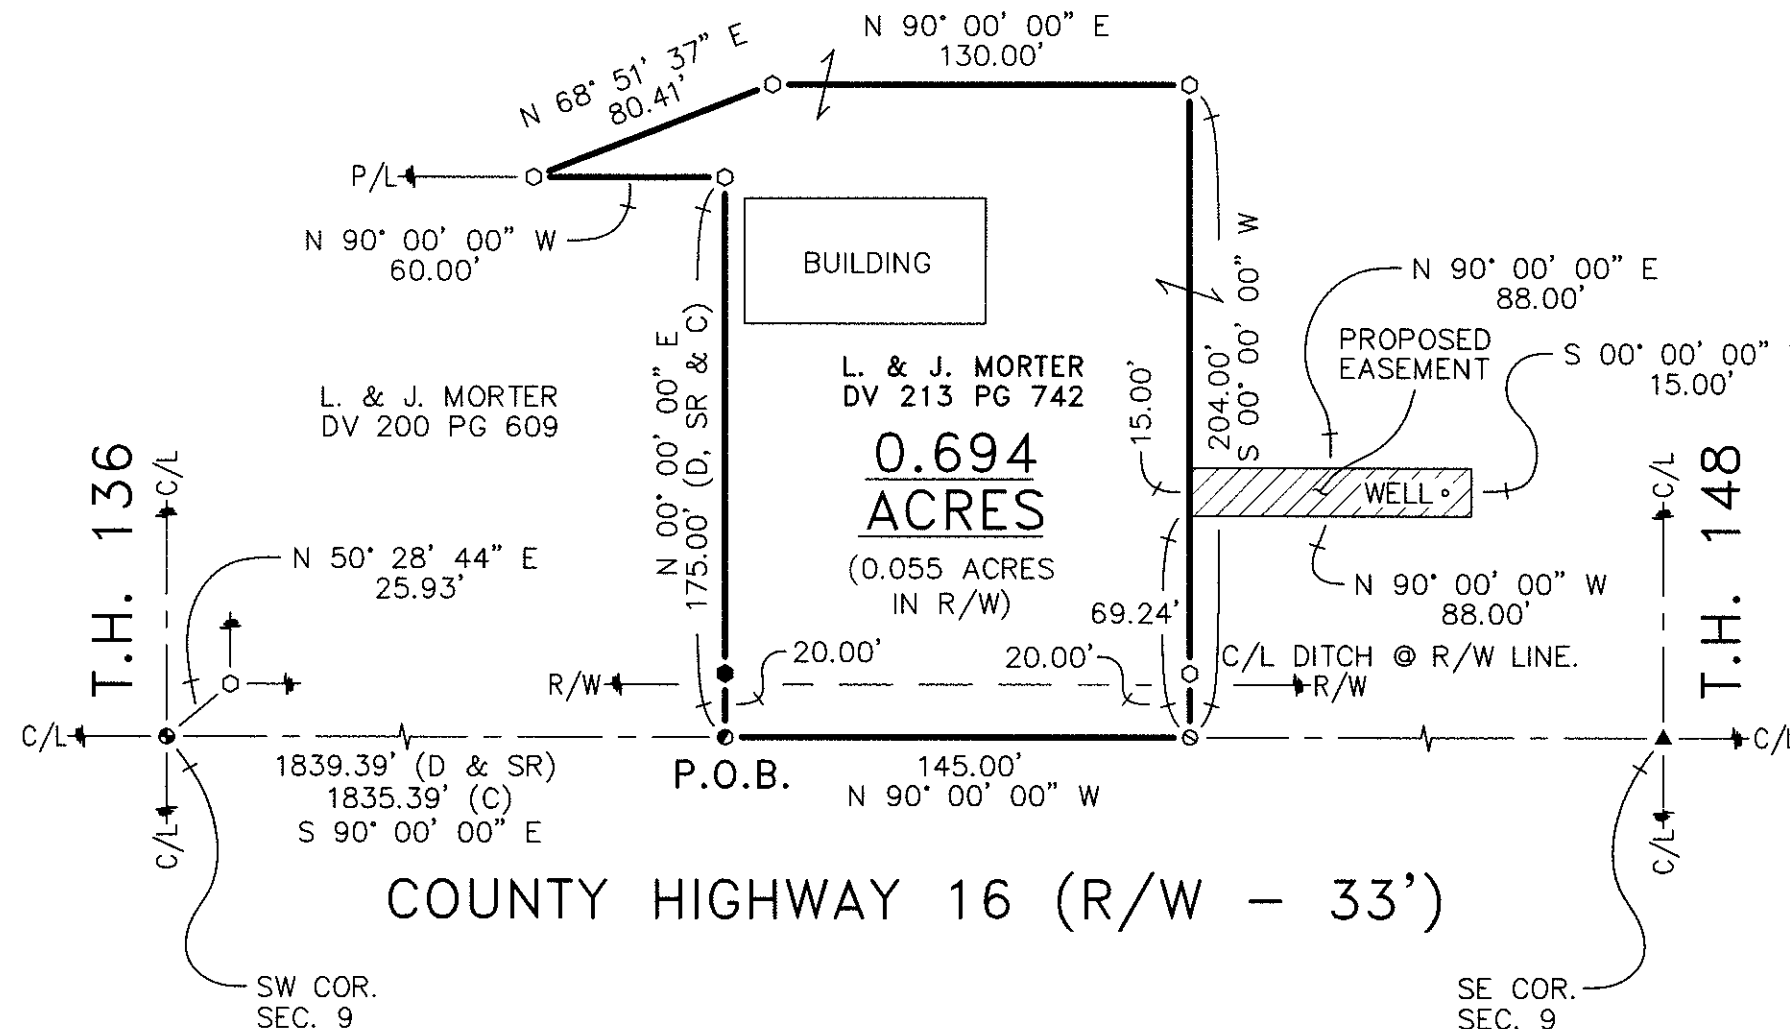 N 90° 00' 00" E
130.00'
N 68° 51' 37" E
80.41'
P/L
N 90° 00' 00" W
60.00'
BUILDING
N 00° 00' 00" E
175.00' (D, SR & C)
204.00'
S 00° 00' 00" W
N 90° 00' 00" E
88.00'
PROPOSED
EASEMENT
S 00° 00' 00"
15.00'
L. & J. MORTER
DV 200 PG 609
L. & J. MORTER
DV 213 PG 742
0.694
ACRES
(0.055 ACRES
IN R/W)
15.00'
WELL
69.24'
N 90° 00' 00" W
88.00'
T.H. 136
C/L
N 50° 28' 44" E
25.93'
T.H. 148
C/L
20.00'
20.00'
C/L DITCH @ R/W LINE.
R/W
R/W
C/L
C/L
1839.39' (D & SR)
1835.39' (C)
S 90° 00' 00" E
P.O.B.
145.00'
N 90° 00' 00" W
C/L
C/L
COUNTY HIGHWAY 16 (R/W - 33')
SW COR.
SEC. 9
SE COR.
SEC. 9